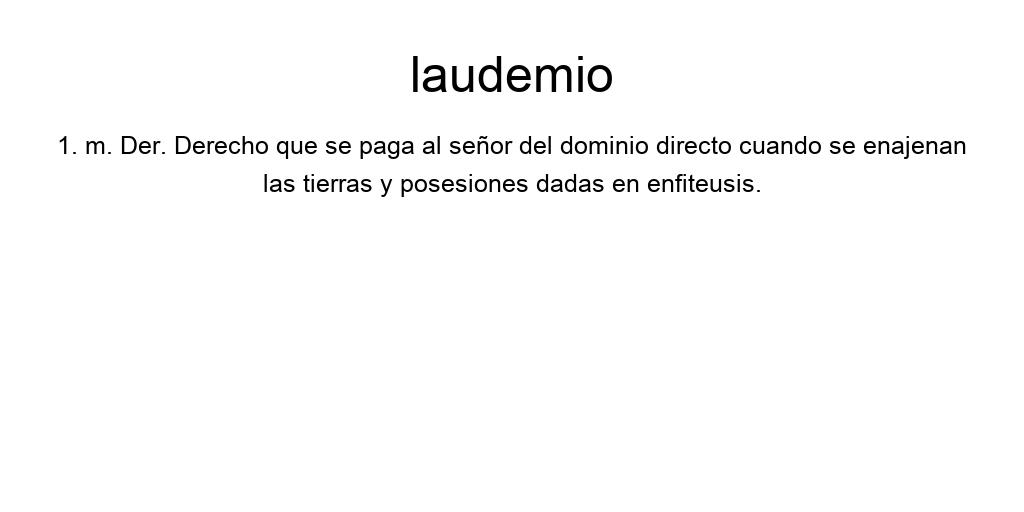 laudemio
1. m. Der. Derecho que se paga al señor del dominio directo cuando se enajenan
las tierras y posesiones dadas en enfiteusis.